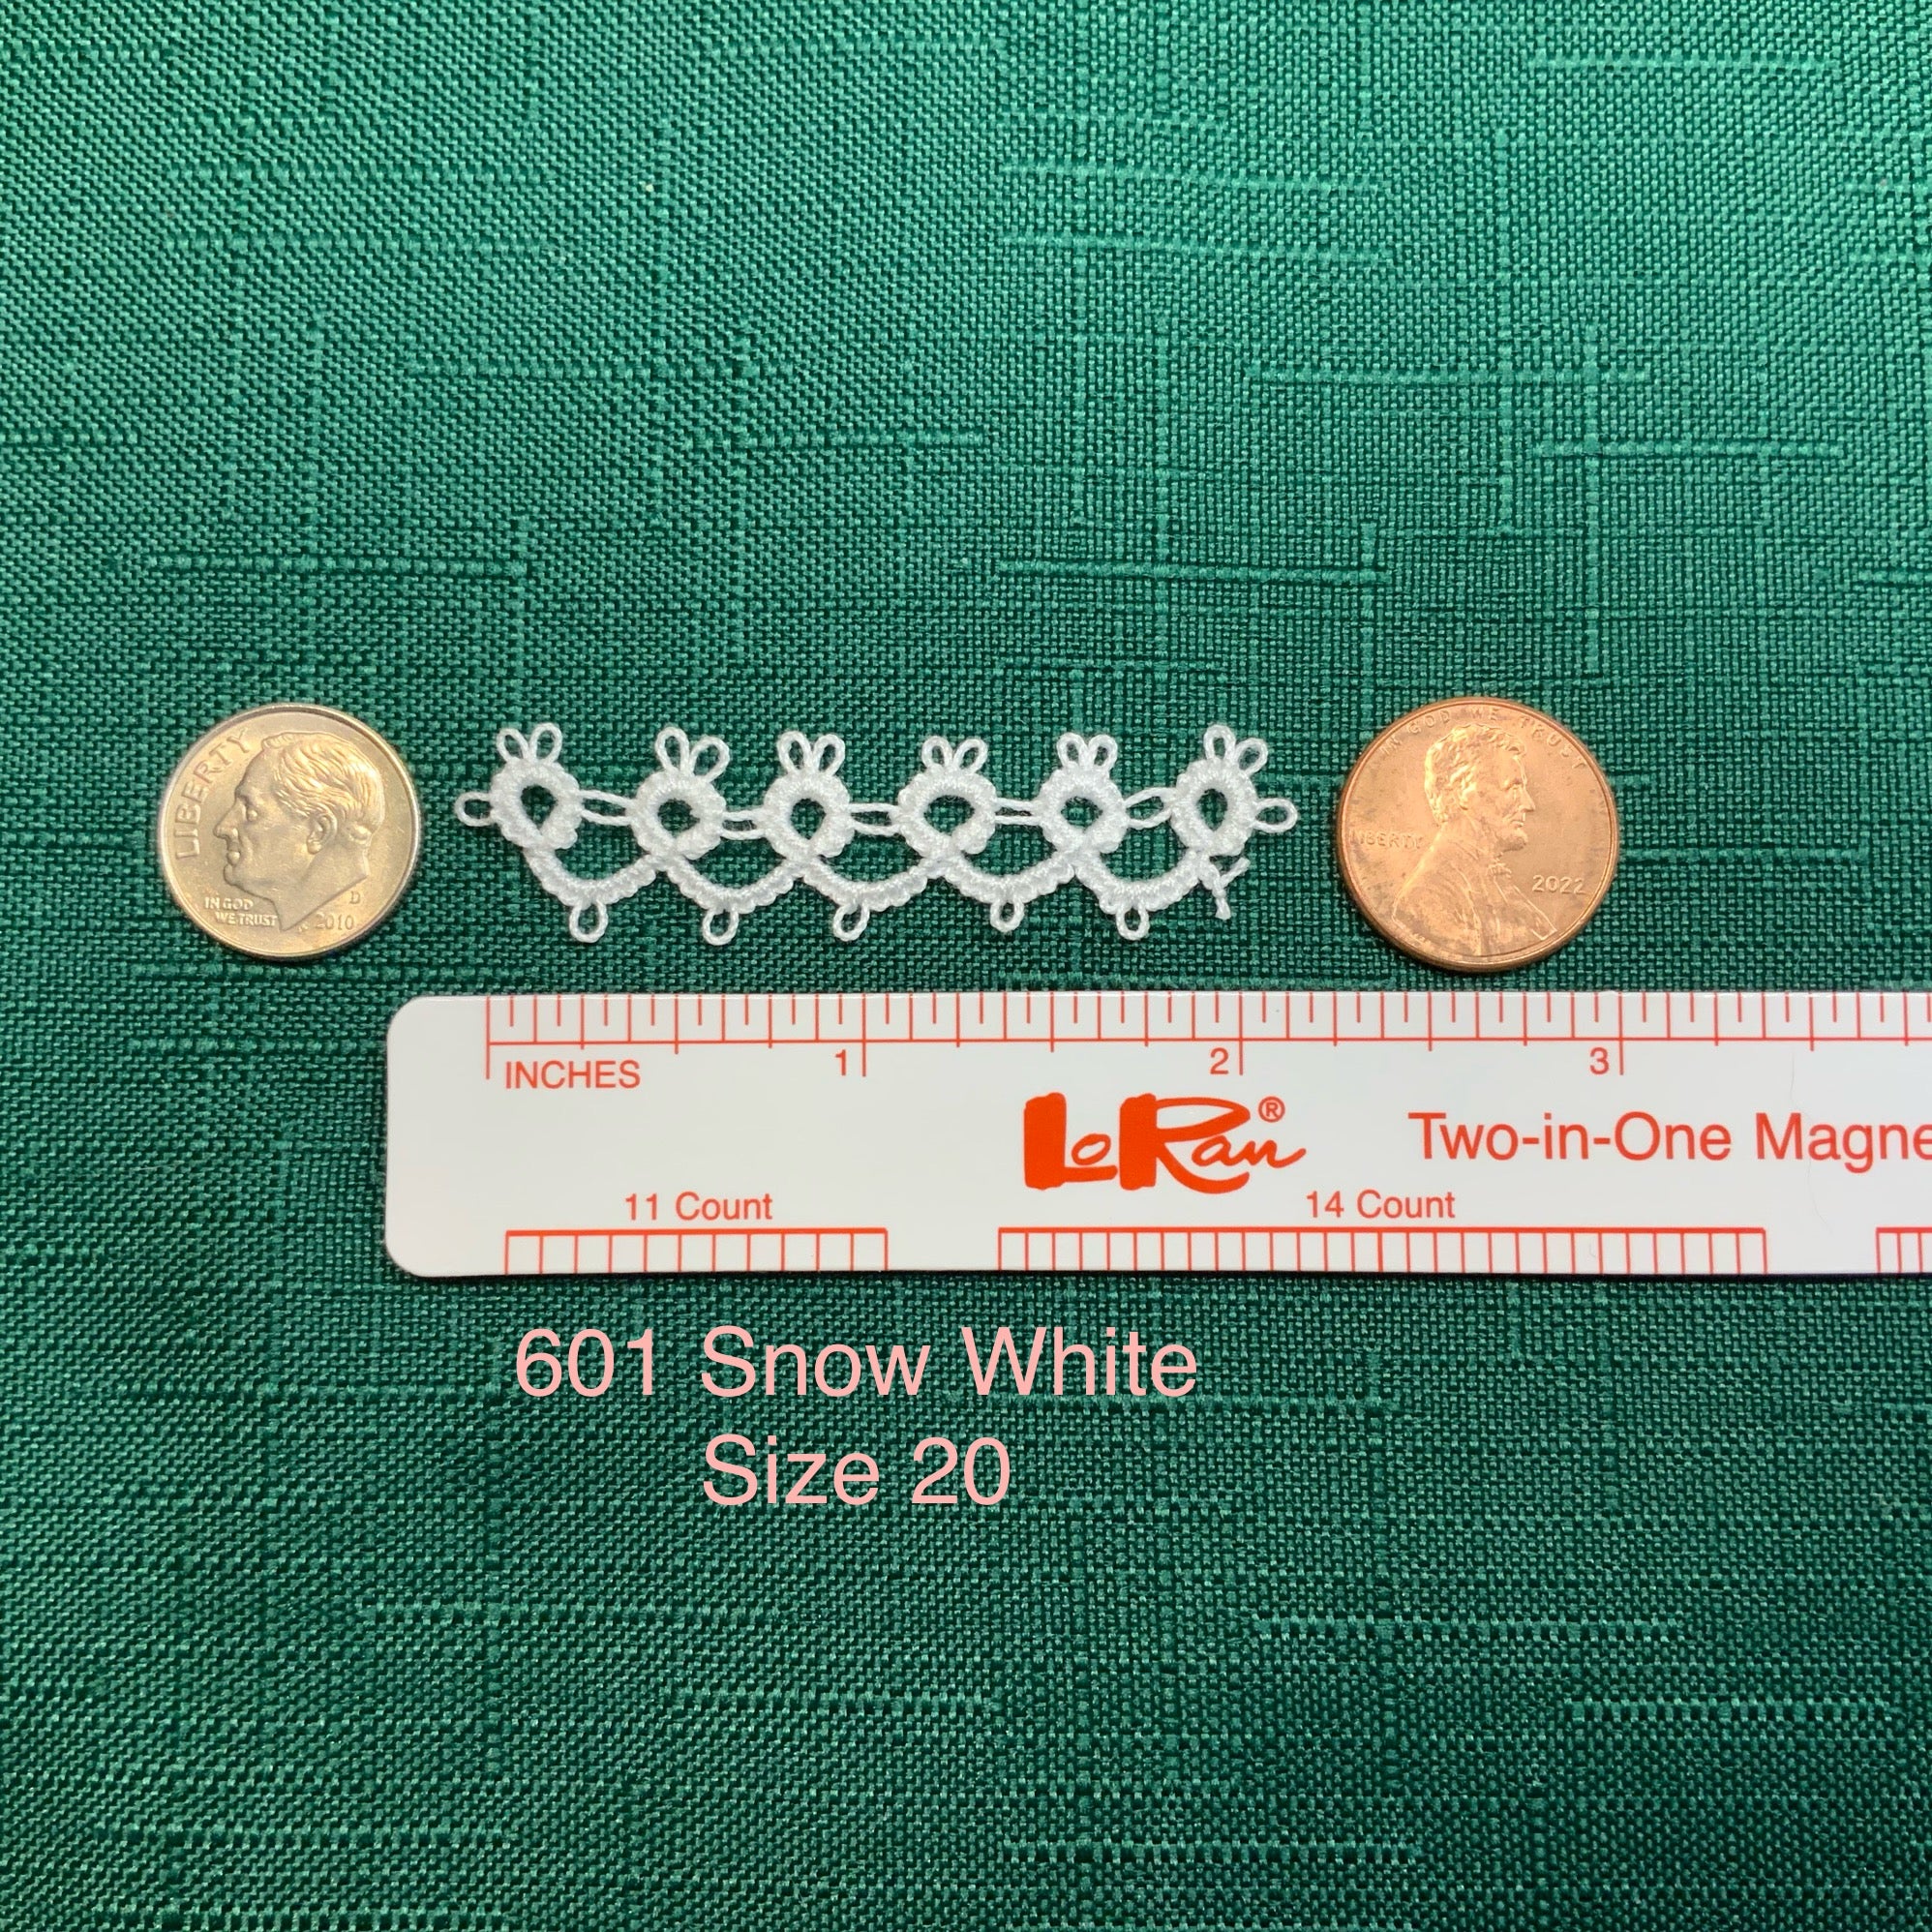 LIBERTY
IN GOD
WE TRUST
D
2010
IN GOD WE TRUST
LIBERTY
2022
1
2
3
INCHES
LoRan®
Two-in-One Magne
11 Count
14 Count
601 Snow White
Size 20